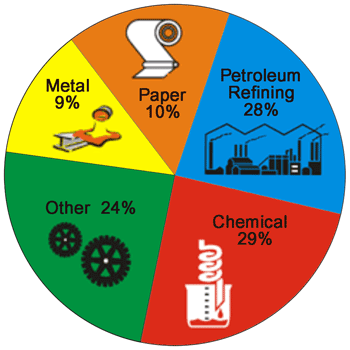 Metal
9%
Paper
10%
Petroleum
Refining
28%
Other 24%
Chemical
29%